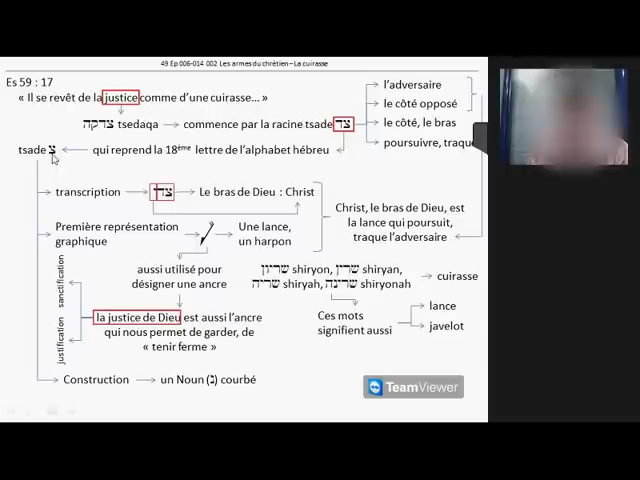 49 Ep 006-014 002 Les armes du chrétien – La cuirasse
Es 59 : 17
« Il se revêt de la justice comme d'une cuirasse... »
צדקה tsedaqa
commence par la racine tsade צד
l'adversaire
le côté opposé
le côté, le bras
poursuivre, traque
tsade צ
qui reprend la 18ème lettre de l'alphabet hébreu
transcription
Le bras de Dieu : Christ
Première représentation
graphique
Une lance,
un harpon
Christ, le bras de Dieu, est
la lance qui poursuit,
traque l'adversaire
aussi utilisé pour
désigner une ancre
שריון shiryon, שרין shiryan,
שריה shiryah, שרינה shiryonah
cuirasse
Ces mots
signifient aussi
lance
javelot
sanctification
justification
la justice de Dieu est aussi l'ancre
qui nous permet de garder, de
« tenir ferme »
Construction
un Noun (נ) courbé
TeamViewer